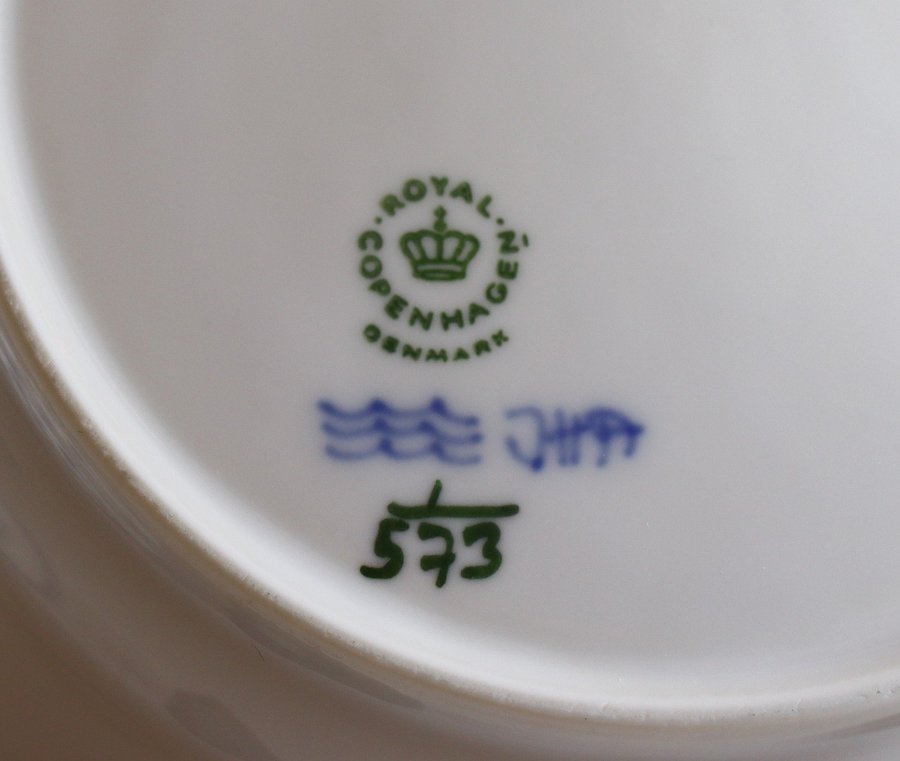 ROYAL
COPENHAGEN
DENMARK
1
573